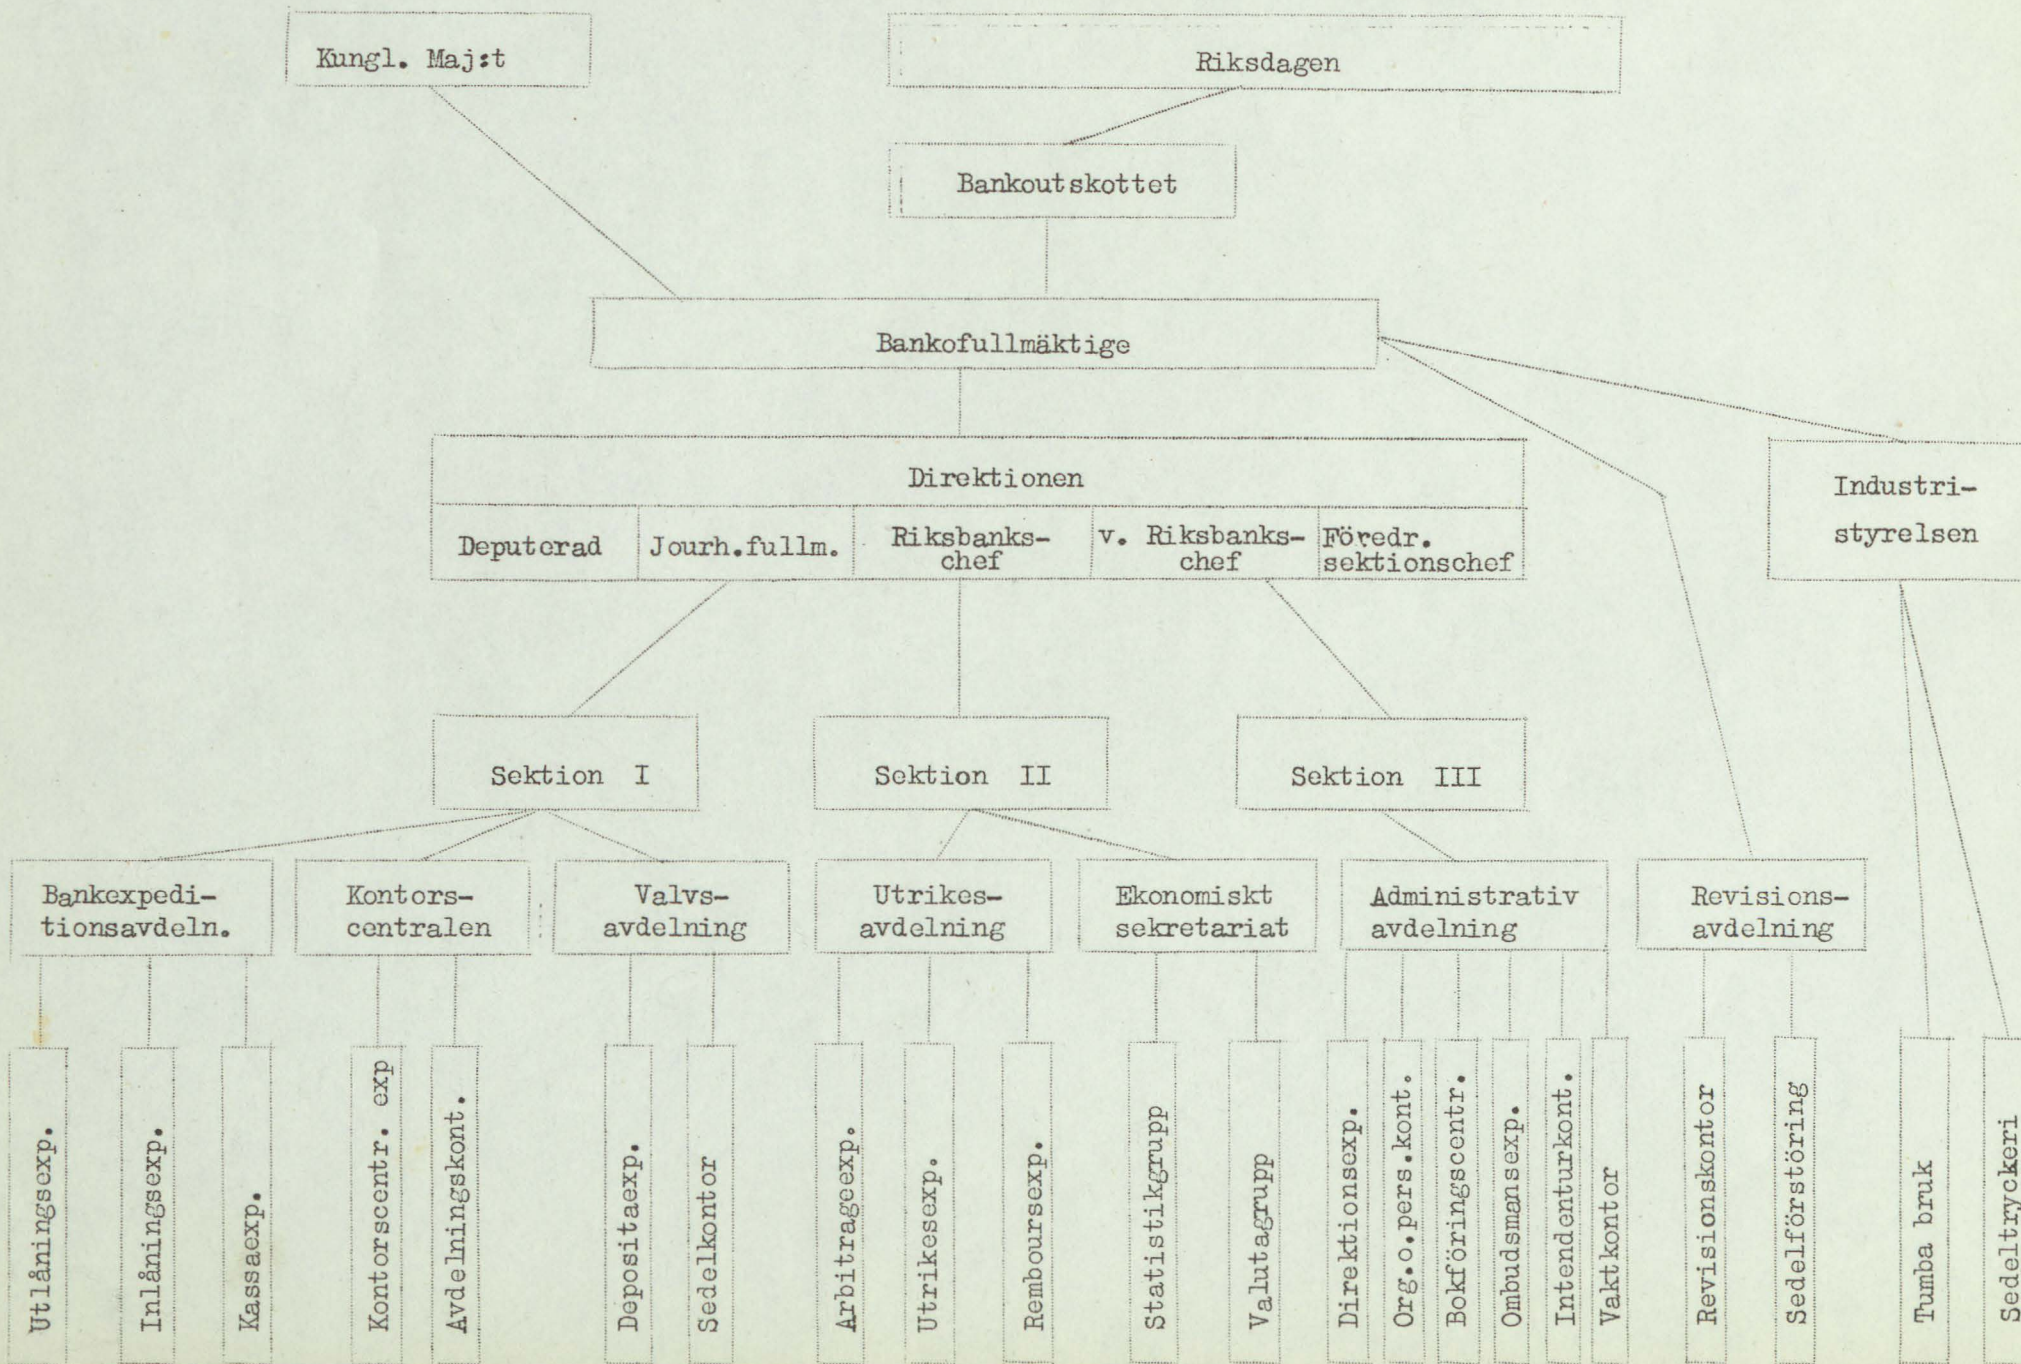 Kungl. Maj:t
Riksdagen
Bankoutskottet
Bankofullmäktige
Direktionen
Deputerad
Jourh.fullm.
Riksbanks-
chef
v. Riksbanks-
chef
Föredr.
sektionschef
Industri-
styrelsen
Sektion I
Sektion II
Sektion III
Bankexpedi-
tionsavdeln.
Kontors-
centralen
Valvs-
avdelning
Utrikes-
avdelning
Ekonomiskt
sekretariat
Administrativ
avdelning
Revisions-
avdelning
Utlåningsexp.
Inlåningsexp.
Kassaexp.
Kontorscentr. exp
Avdelningskont.
Depositaexp.
Sedelkontor
Arbitrageexp.
Utrikesexp.
Remboursexp.
Statistikgrupp
Valutagrupp
Direktionsexp.
Org.o.pers.kont.
Bokföringscentr.
Ombudsmansexp.
Intendenturkont.
Vaktkontor
Revisionskontor
Sedelförstöring
Tumba bruk
Sedeltryckeri